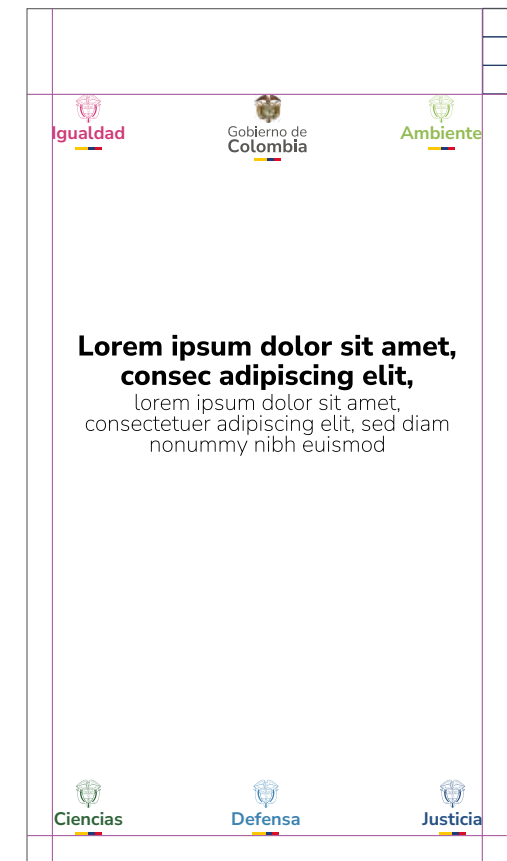 Igualdad
Gobierno de
Colombia
Ambiente
Lorem ipsum dolor sit amet,
consec adipiscing elit,
lorem ipsum dolor sit amet,
consectetuer adipiscing elit, sed diam
nonummy nibh euismod
Ciencias
Defensa
Justicia